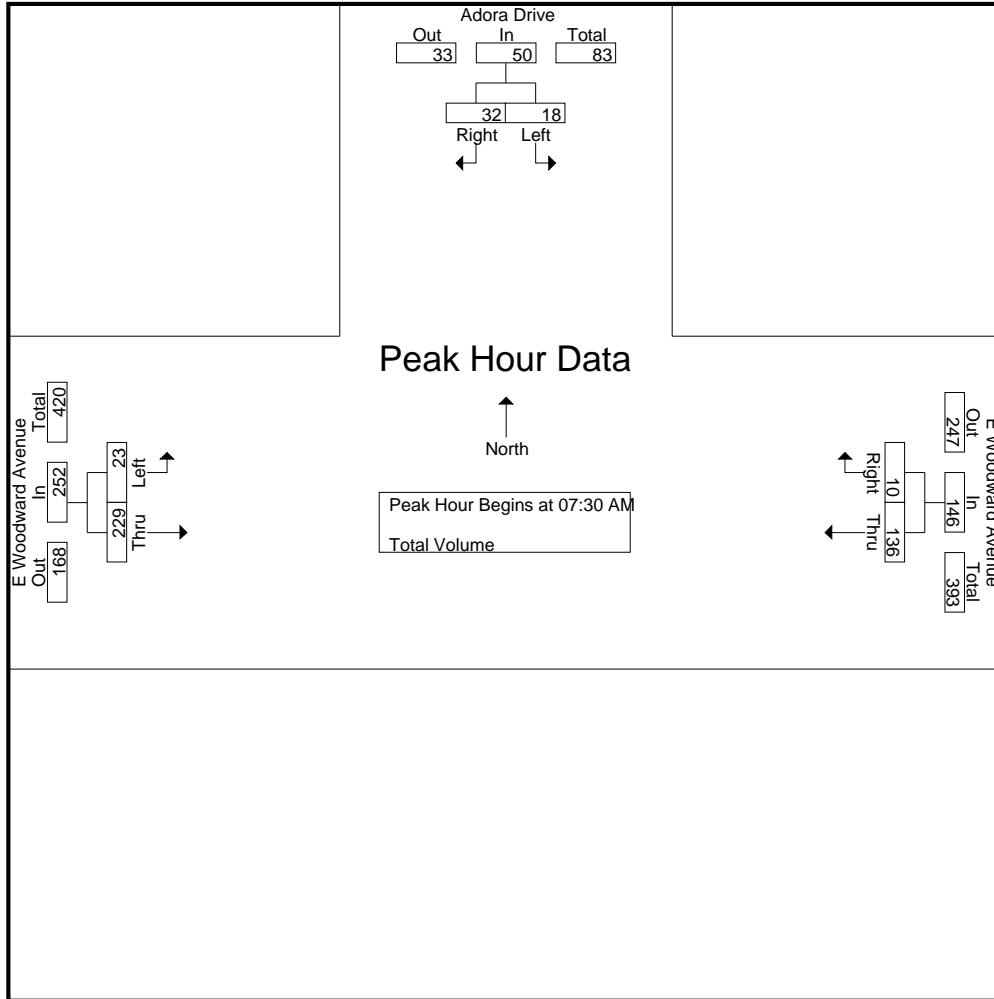 Adora Drive
Out In Total
33 50 83
32 18
Right Left
Peak Hour Data
North
Peak Hour Begins at 07:30 AM
Total Volume
E Woodward Avenue
Out In Total
168 252 420
229 23
Thru Left
E Woodward Avenue
Out In Total
247 146 393
10 136
Right Thru